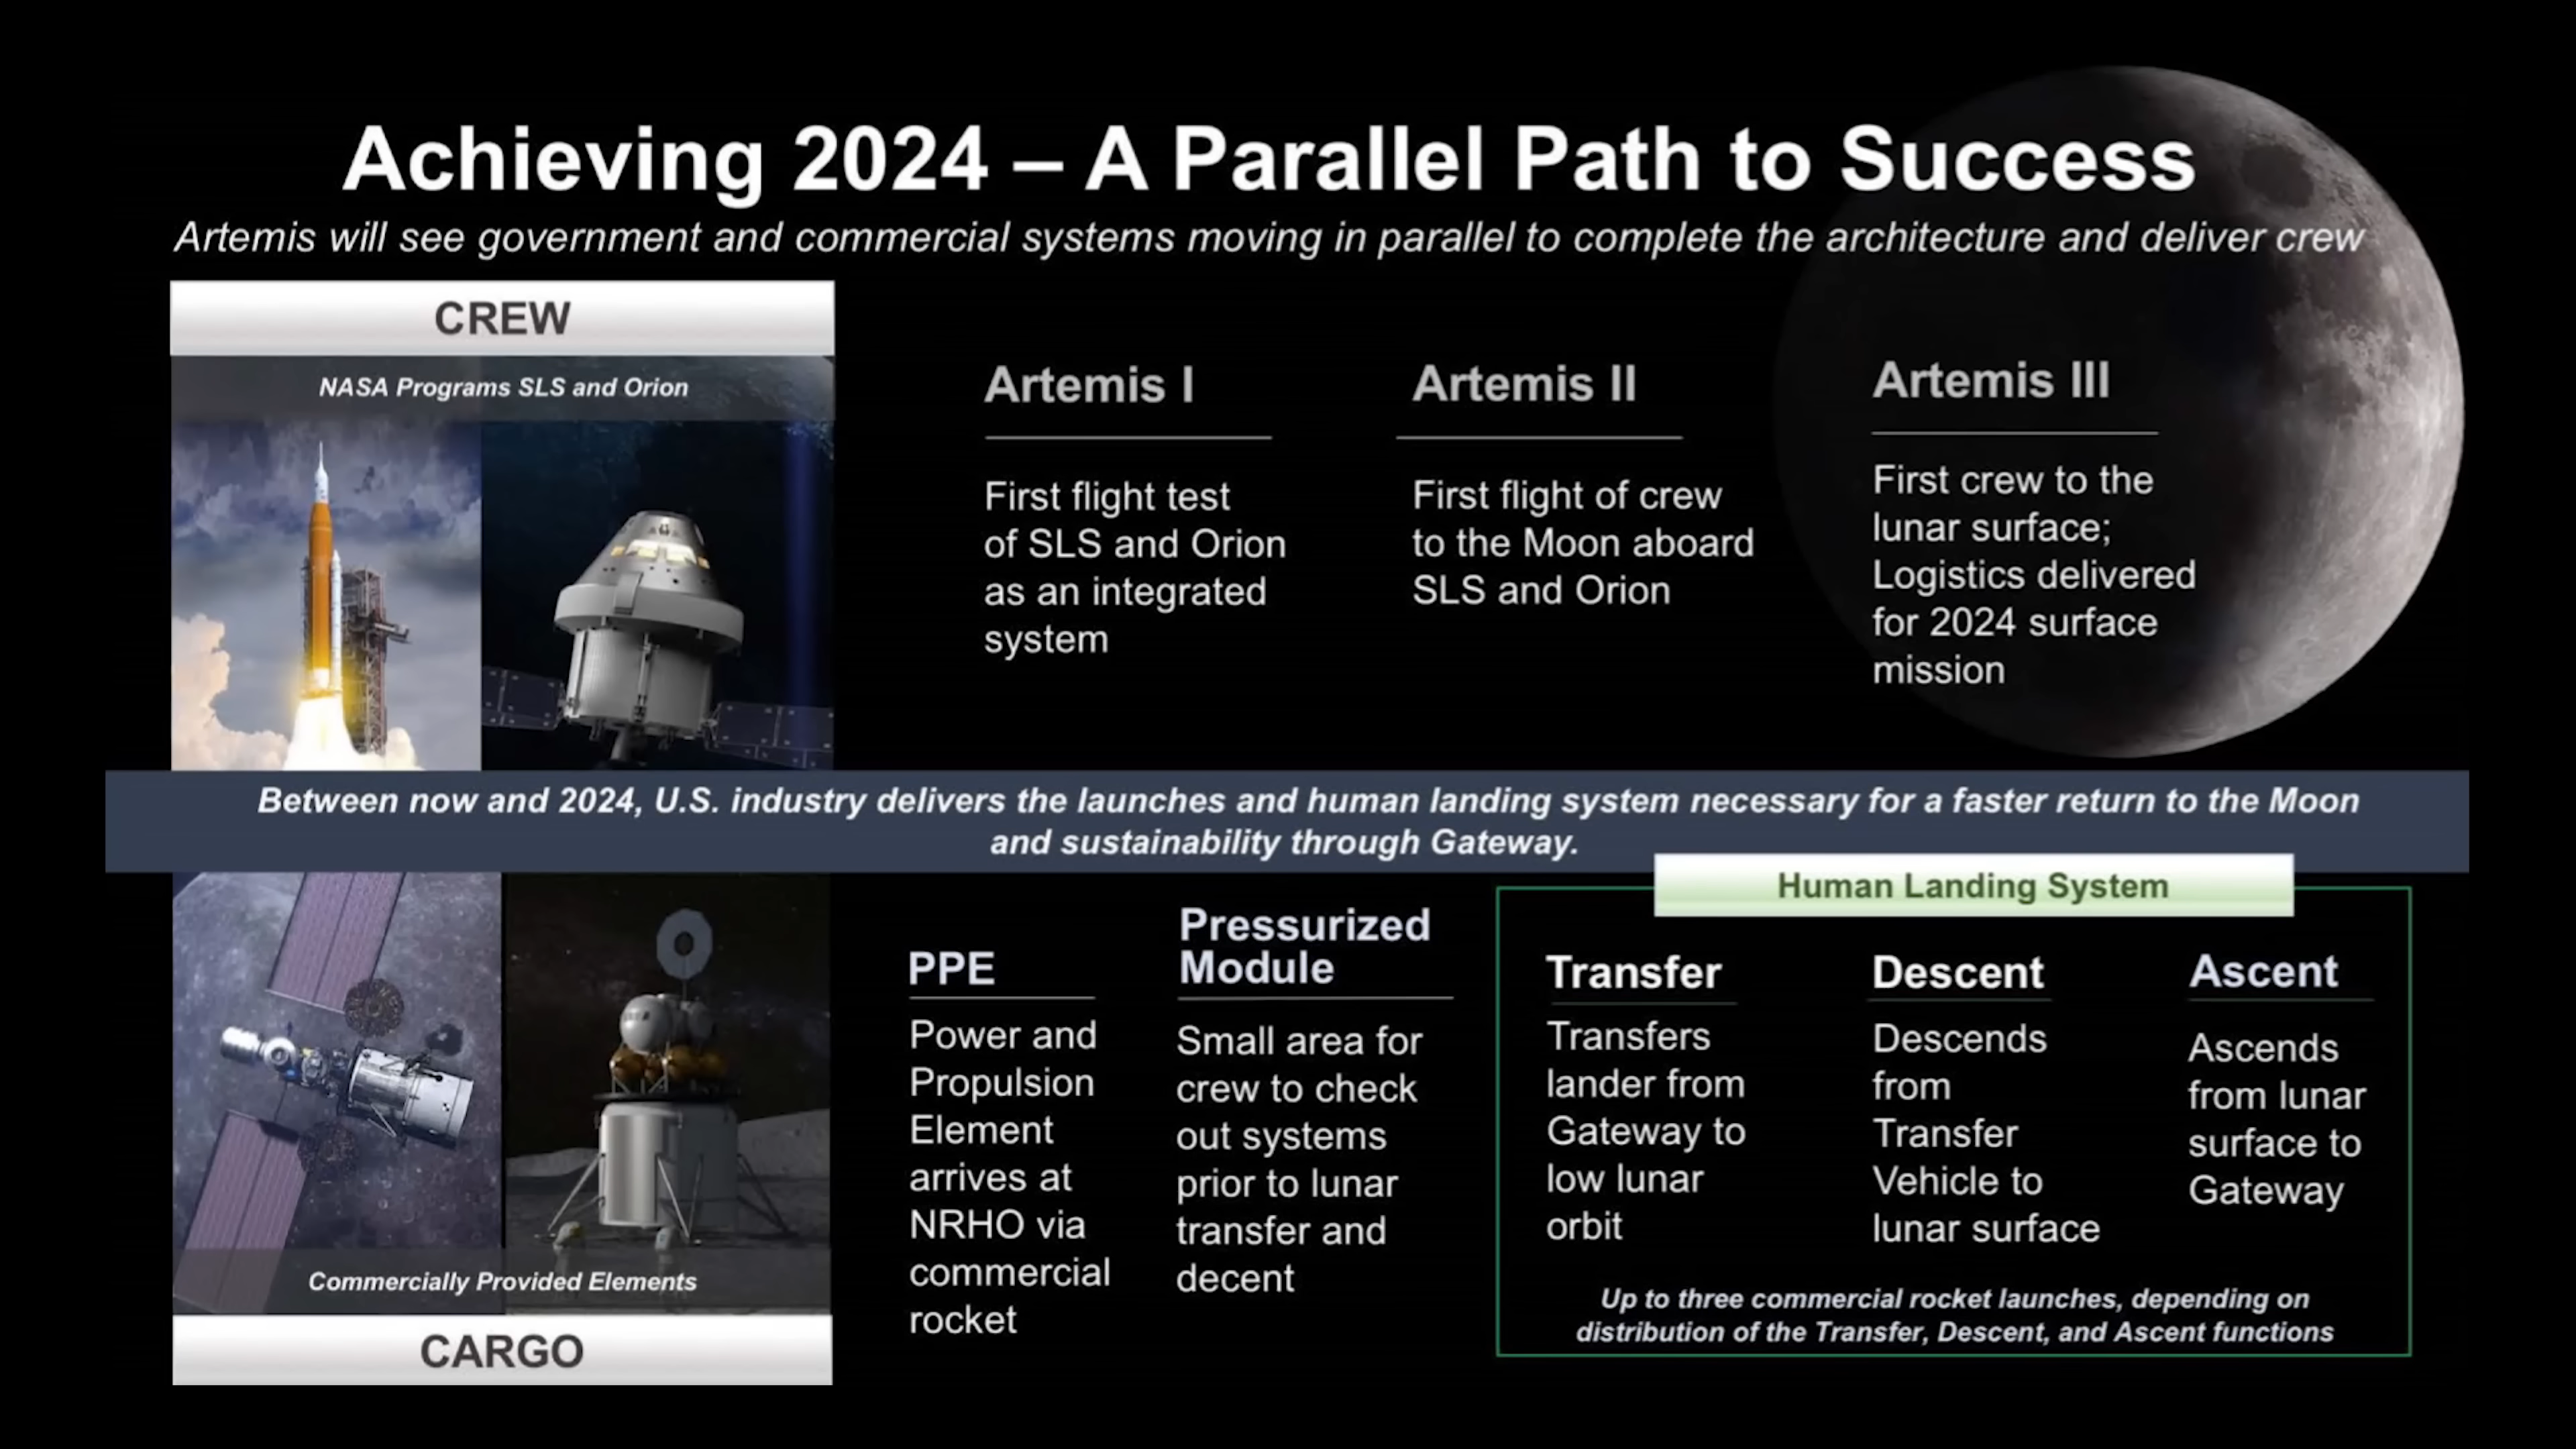 Achieving 2024 – A Parallel Path to Success
Artemis will see government and commercial systems moving in parallel to complete the architecture and deliver crew
CREW
NASA Programs SLS and Orion
Artemis I
First flight test
of SLS and Orion
as an integrated
system
Artemis II
First flight of crew
to the Moon aboard
SLS and Orion
Artemis III
First crew to the
lunar surface;
Logistics delivered
for 2024 surface
mission
Between now and 2024, U.S. industry delivers the launches and human landing system necessary for a faster return to the Moon
and sustainability through Gateway.
Commercially Provided Elements
CARGO
PPE
Power and
Propulsion
Element
arrives at
NRHO via
commercial
rocket
Pressurized
Module
Small area for
crew to check
out systems
prior to lunar
transfer and
decent
Human Landing System
Transfer
Transfers
lander from
Gateway to
low lunar
orbit
Descent
Descends
from
Transfer
Vehicle to
lunar surface
Ascent
Ascends
from lunar
surface to
Gateway
Up to three commercial rocket launches, depending on
distribution of the Transfer, Descent, and Ascent functions